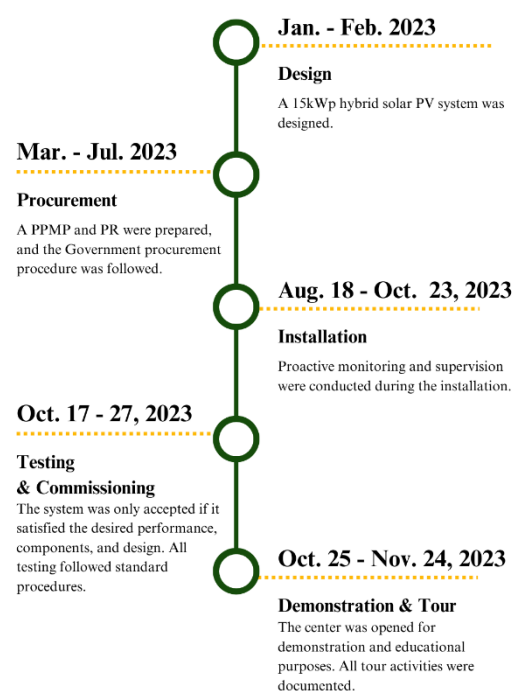 Jan. - Feb. 2023
Design
A 15kWp hybrid solar PV system was
designed.
Mar. - Jul. 2023
Procurement
A PPMP and PR were prepared,
and the Government procurement
procedure was followed.
Aug. 18 - Oct. 23, 2023
Installation
Proactive monitoring and supervision
were conducted during the installation.
Oct. 17 - 27, 2023
Testing
& Commissioning
The system was only accepted if it
satisfied the desired performance,
components, and design. All
testing followed standard
procedures.
Oct. 25 - Nov. 24, 2023
Demonstration & Tour
The center was opened for
demonstration and educational
purposes. All tour activities were
documented.